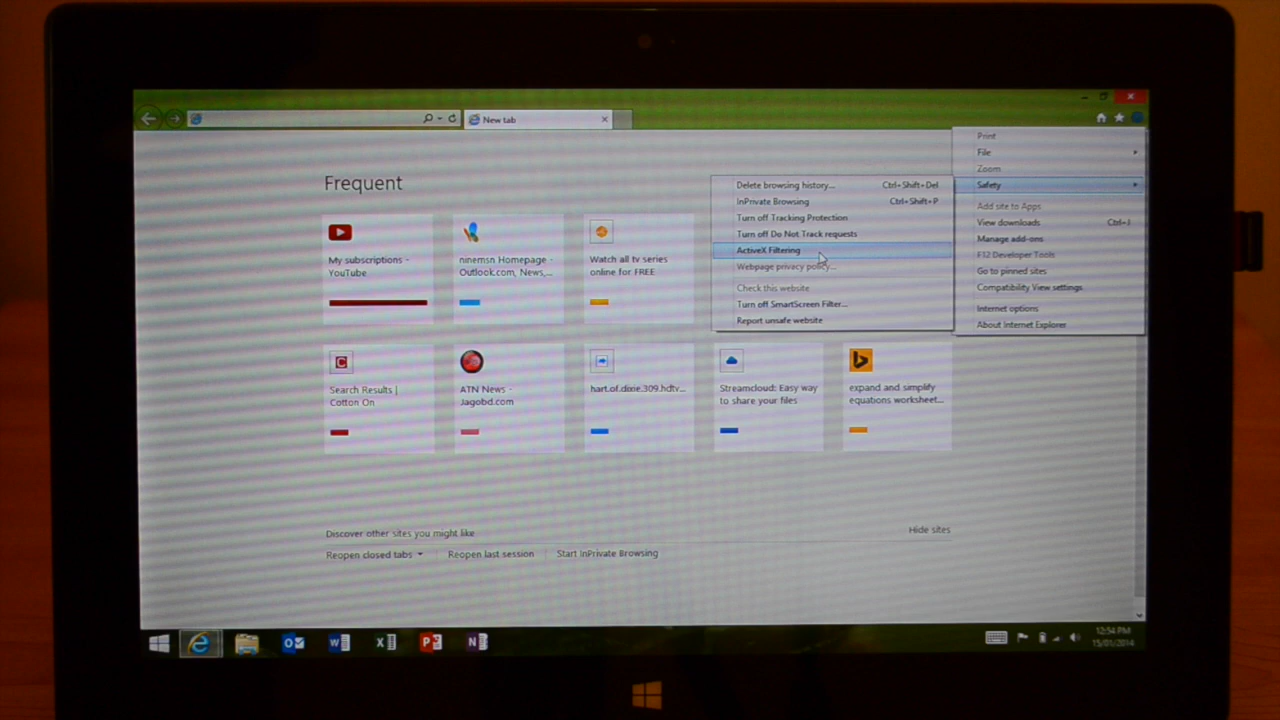 New tab
Print
File
Zoom
Safety
Add site to Apps
View downloads Ctrl+J
Manage add-ons
F12 Developer Tools
Go to pinned sites
Compatibility View settings
Internet options
About Internet Explorer
Delete browsing history... Ctrl+Shift+Del
InPrivate Browsing Ctrl+Shift+P
Turn off Tracking Protection
Turn off Do Not Track requests
ActiveX Filtering
Webpage privacy policy...
Check this website
Turn off SmartScreen Filter...
Report unsafe website
Frequent
My subscriptions -
YouTube
ninemsn Homepage -
Outlook.com, News,...
Watch all tv series
online for FREE
Search Results |
Cotton On
ATN News -
Jagobd.com
hart.of.dixie.309.hdtv...
Streamcloud: Easy way
to share your files
expand and simplify
equations worksheet...
Discover other sites you might like
Hide sites
Reopen closed tabs
Reopen last session
Start InPrivate Browsing
12:54 PM
15/01/2014